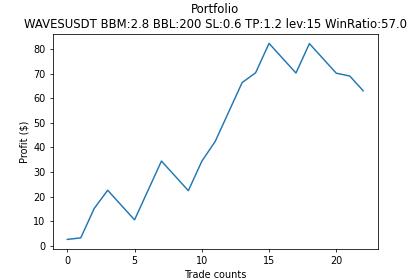 Portfolio
WAVESUSDT BBM:2.8 BBL:200 SL:0.6 TP:1.2 lev:15 WinRatio:57.0
80
70
60
50
40
30
20
10
0
Profit ($)
0 5 10 15 20
Trade counts